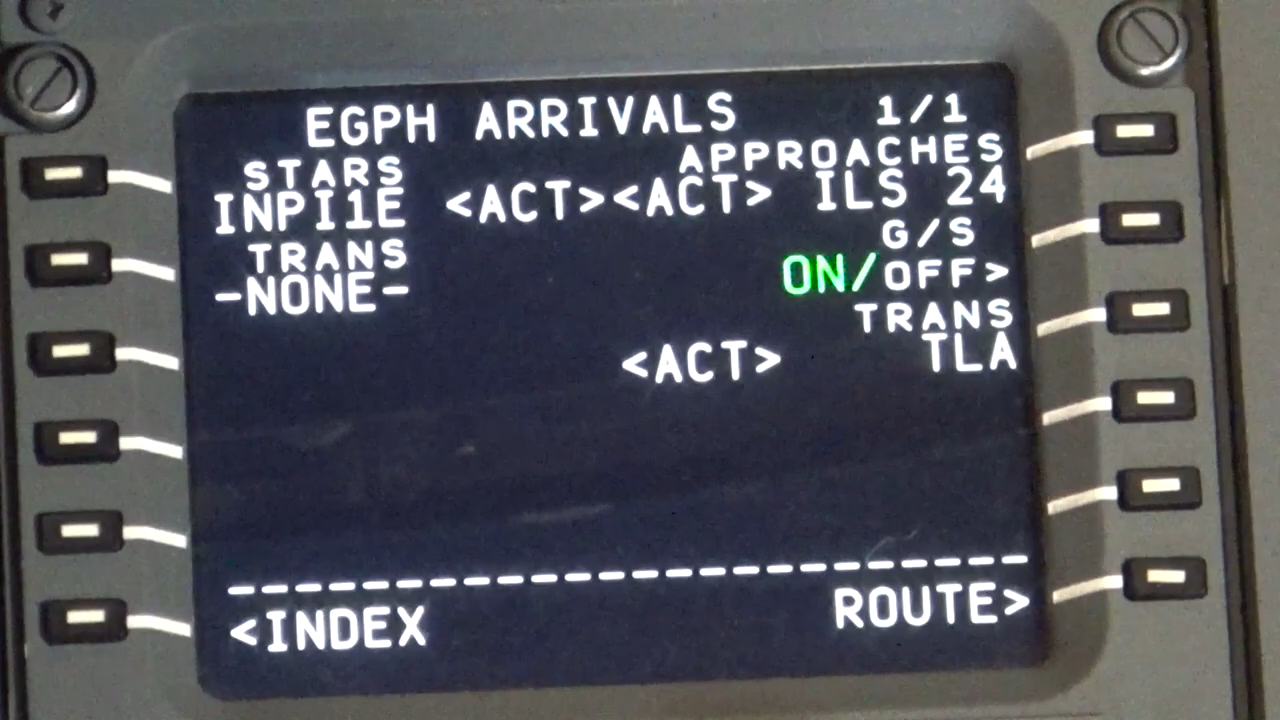 EGPH ARRIVALS 1/1
STARS APPROACHES
INPI1E <ACT><ACT> ILS 24
TRANS G/S
-NONE- ON/OFF>
TRANS
<ACT> TLA
--------------------------
<INDEX ROUTE>